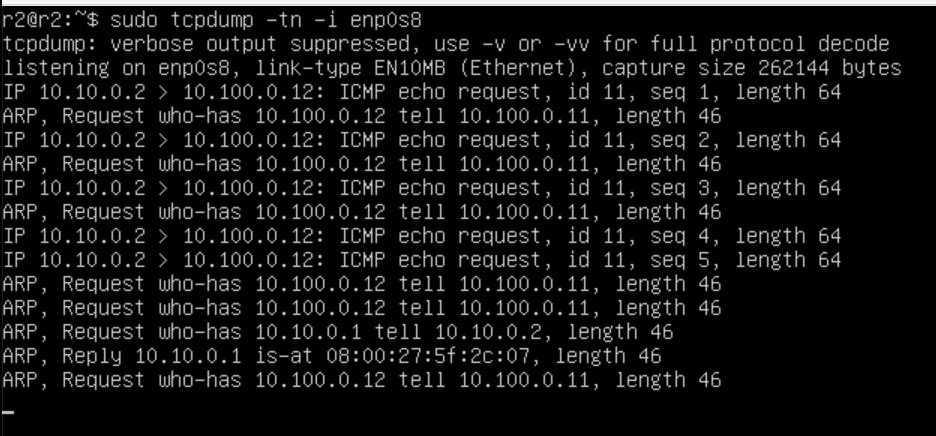 r2@r2:~$ sudo tcpdump -tn -i enp0s8
tcpdump: verbose output suppressed, use -v or -vv for full protocol decode
listening on enp0s8, link-type EN10MB (Ethernet), capture size 262144 bytes
IP 10.10.0.2 > 10.100.0.12: ICMP echo request, id 11, seq 1, length 64
ARP, Request who-has 10.100.0.12 tell 10.100.0.11, length 46
IP 10.10.0.2 > 10.100.0.12: ICMP echo request, id 11, seq 2, length 64
ARP, Request who-has 10.100.0.12 tell 10.100.0.11, length 46
IP 10.10.0.2 > 10.100.0.12: ICMP echo request, id 11, seq 3, length 64
ARP, Request who-has 10.100.0.12 tell 10.100.0.11, length 46
IP 10.10.0.2 > 10.100.0.12: ICMP echo request, id 11, seq 4, length 64
IP 10.10.0.2 > 10.100.0.12: ICMP echo request, id 11, seq 5, length 64
ARP, Request who-has 10.100.0.12 tell 10.100.0.11, length 46
ARP, Request who-has 10.100.0.12 tell 10.100.0.11, length 46
ARP, Request who-has 10.10.0.1 tell 10.10.0.2, length 46
ARP, Reply 10.10.0.1 is-at 08:00:27:5f:2c:07, length 46
ARP, Request who-has 10.100.0.12 tell 10.100.0.11, length 46